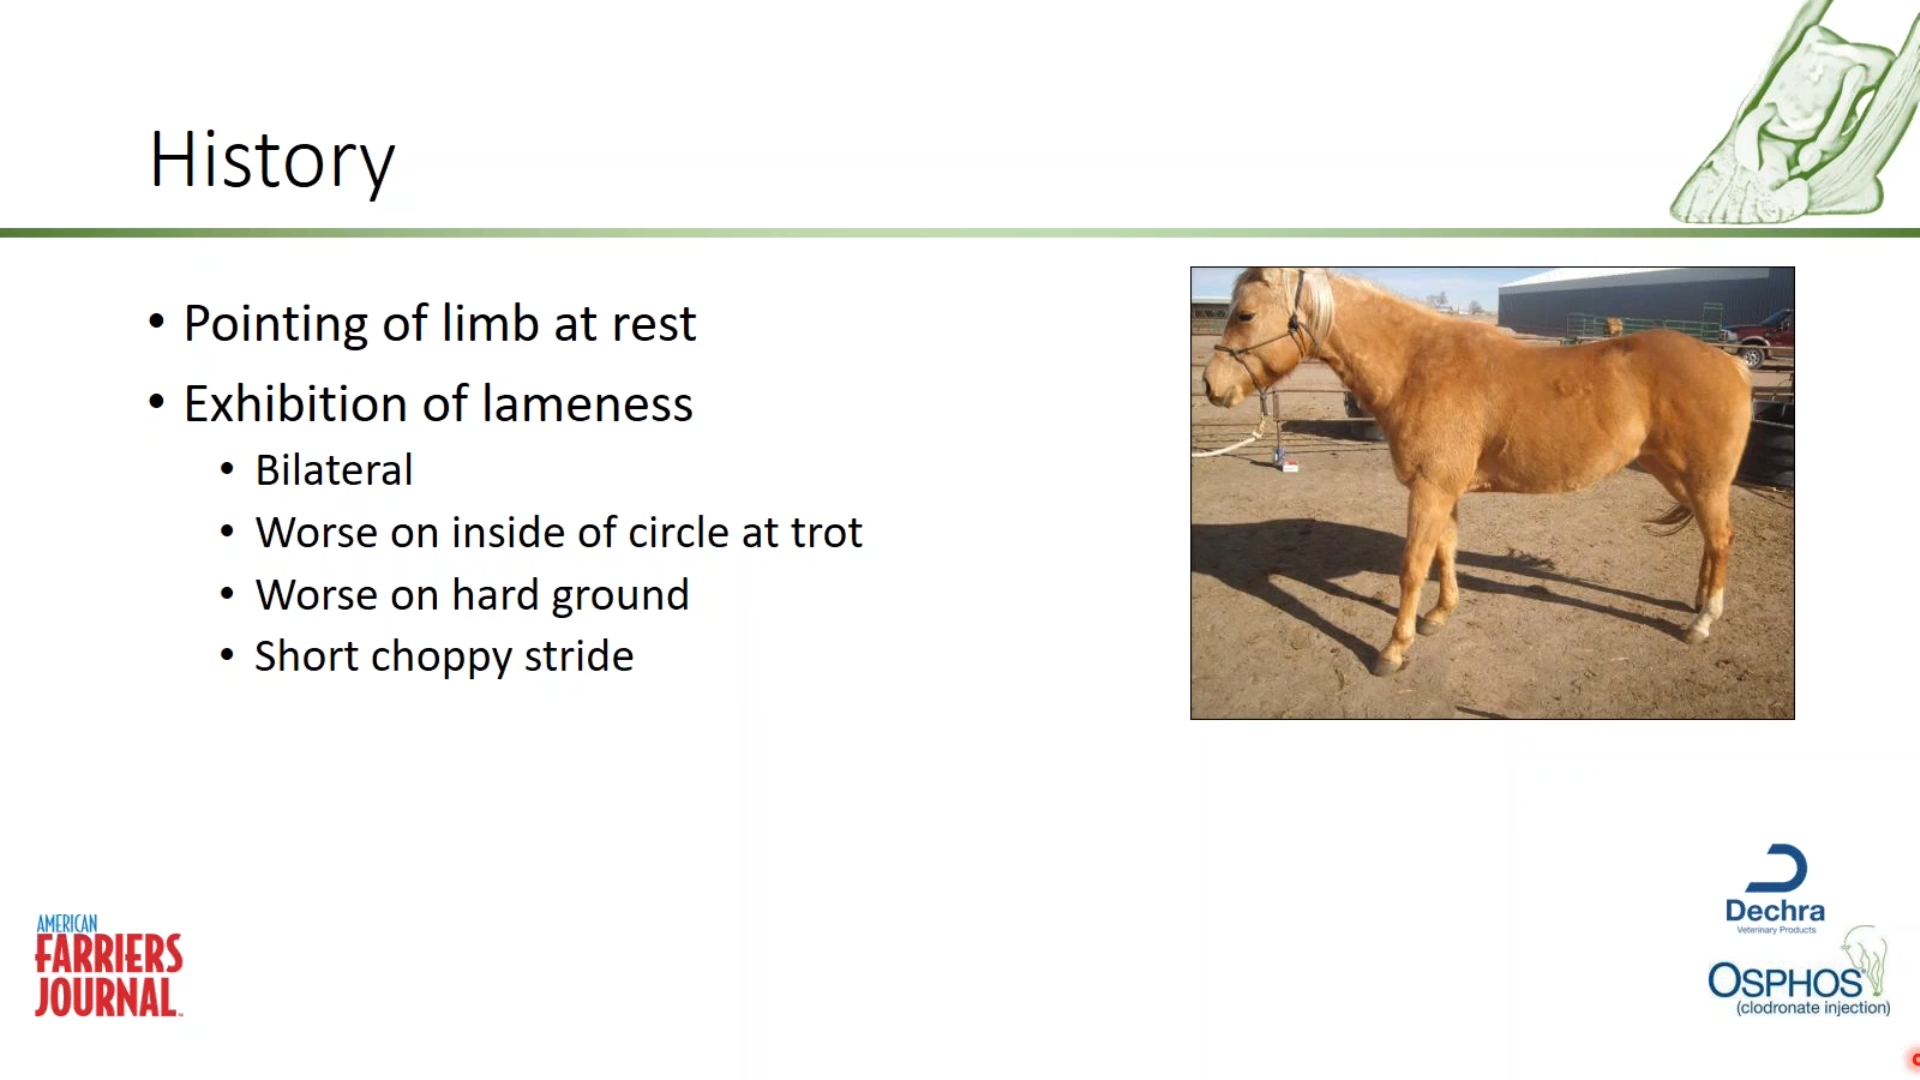 History
• Pointing of limb at rest
• Exhibition of lameness
• Bilateral
• Worse on inside of circle at trot
• Worse on hard ground
• Short choppy stride
AMERICAN
FARRIERS
JOURNAL
Dechra
Veterinary Products
OSPHOS
(clodronate injection)